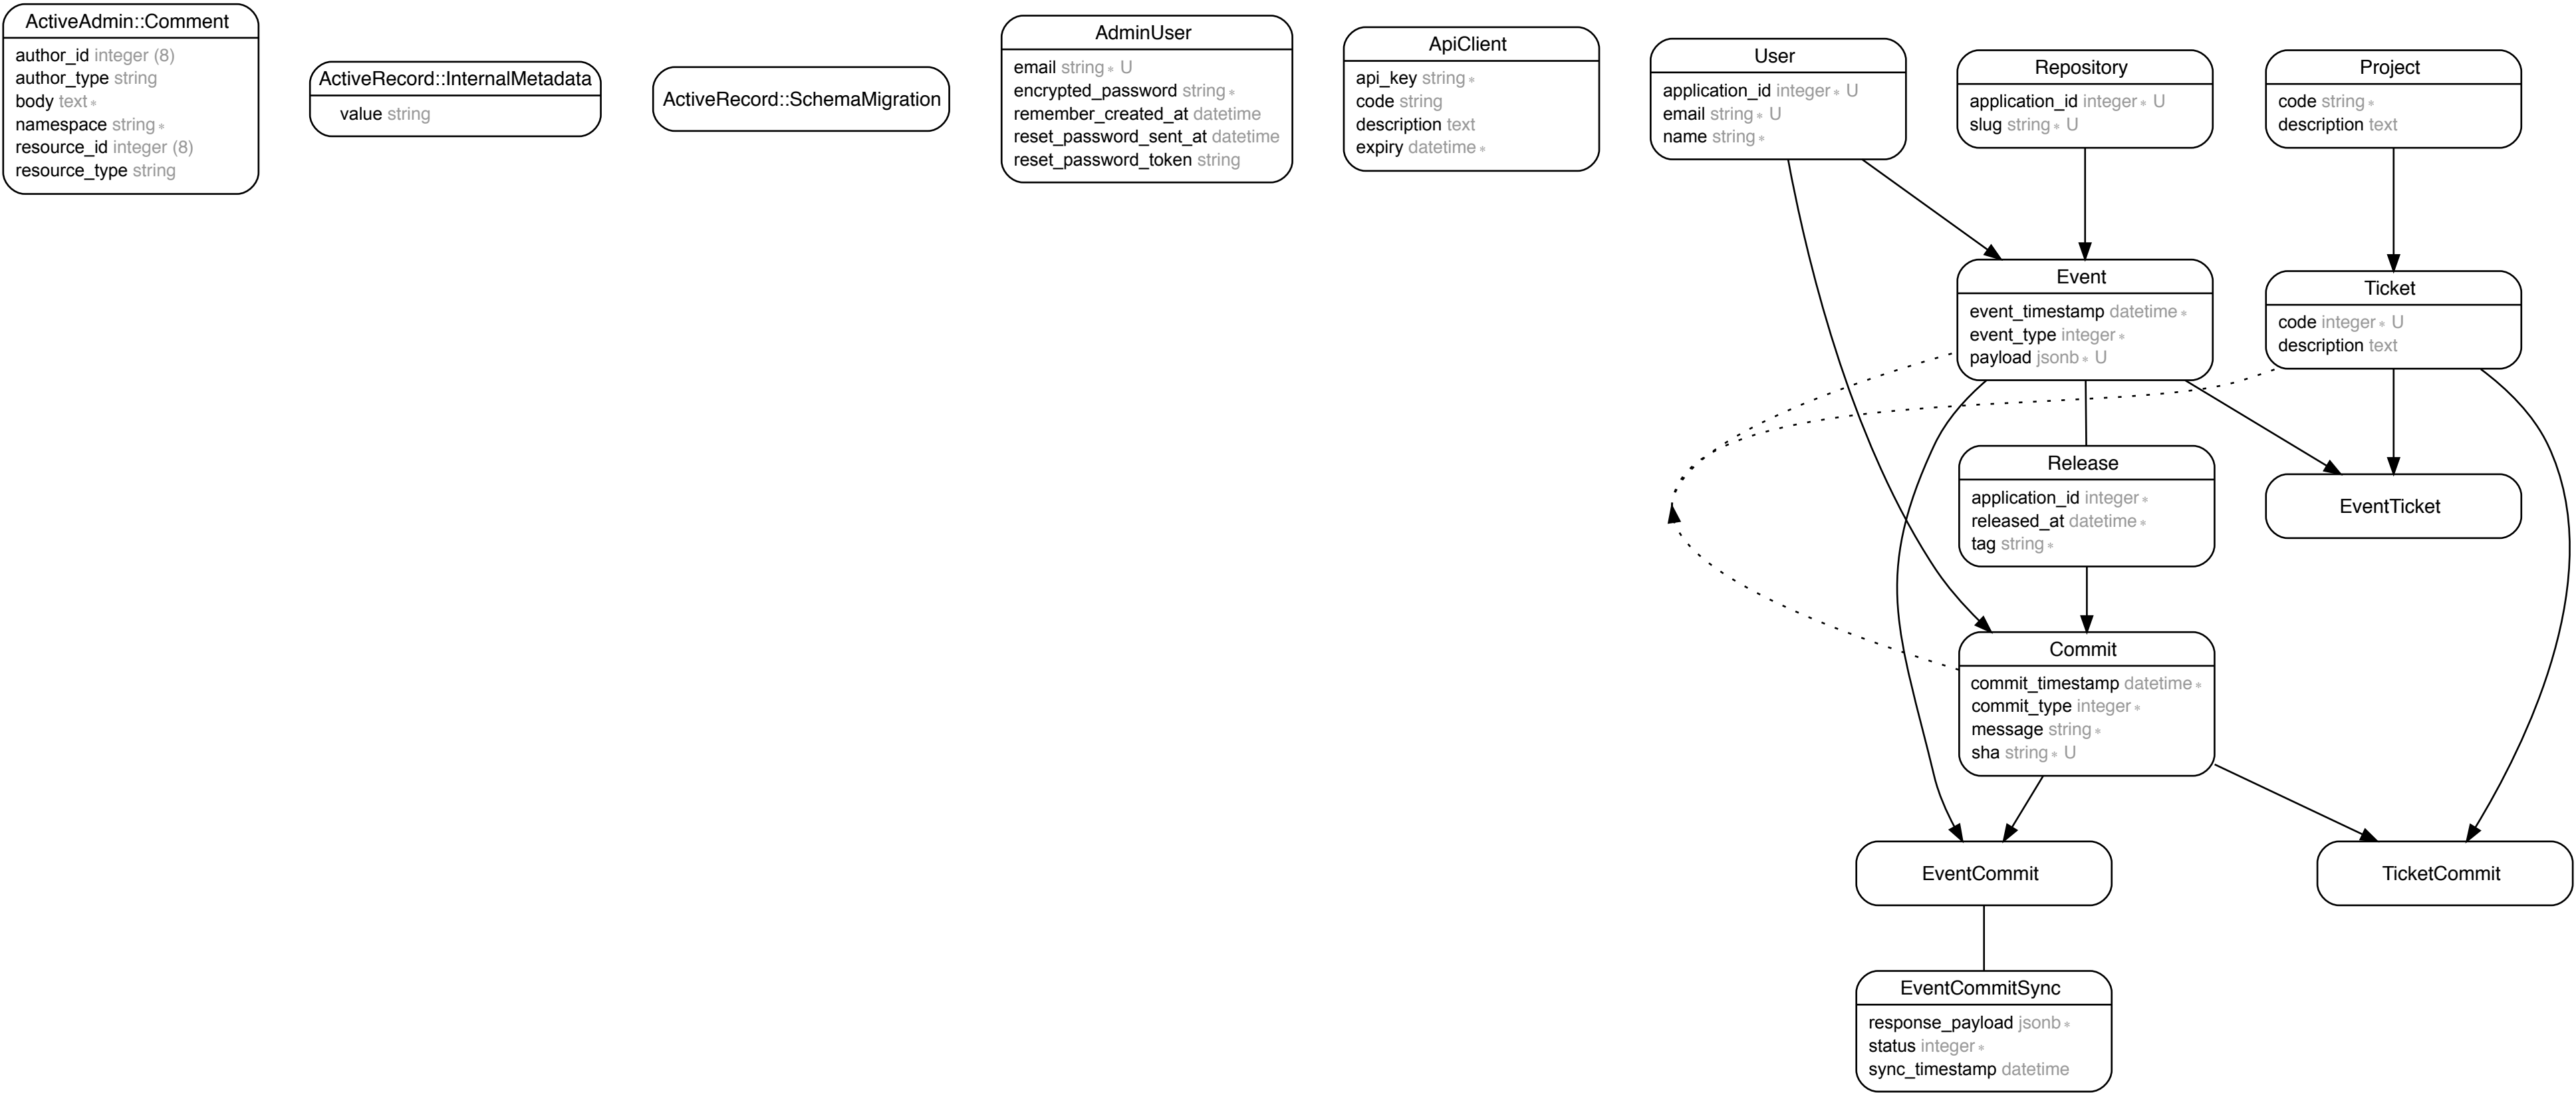 ActiveAdmin::Comment
author_id integer (8)
author_type string
body text *
namespace string *
resource_id integer (8)
resource_type string
ActiveRecord::InternalMetadata
value string
ActiveRecord::SchemaMigration
AdminUser
email string * U
encrypted_password string *
remember_created_at datetime
reset_password_sent_at datetime
reset_password_token string
ApiClient
api_key string *
code string
description text
expiry datetime *
User
application_id integer * U
email string * U
name string *
Repository
application_id integer * U
slug string * U
Project
code string *
description text
Event
event_timestamp datetime *
event_type integer *
payload jsonb * U
Ticket
code integer * U
description text
Release
application_id integer *
released_at datetime *
tag string *
EventTicket
Commit
commit_timestamp datetime *
commit_type integer *
message string *
sha string * U
EventCommit
TicketCommit
EventCommitSync
response_payload jsonb *
status integer *
sync_timestamp datetime